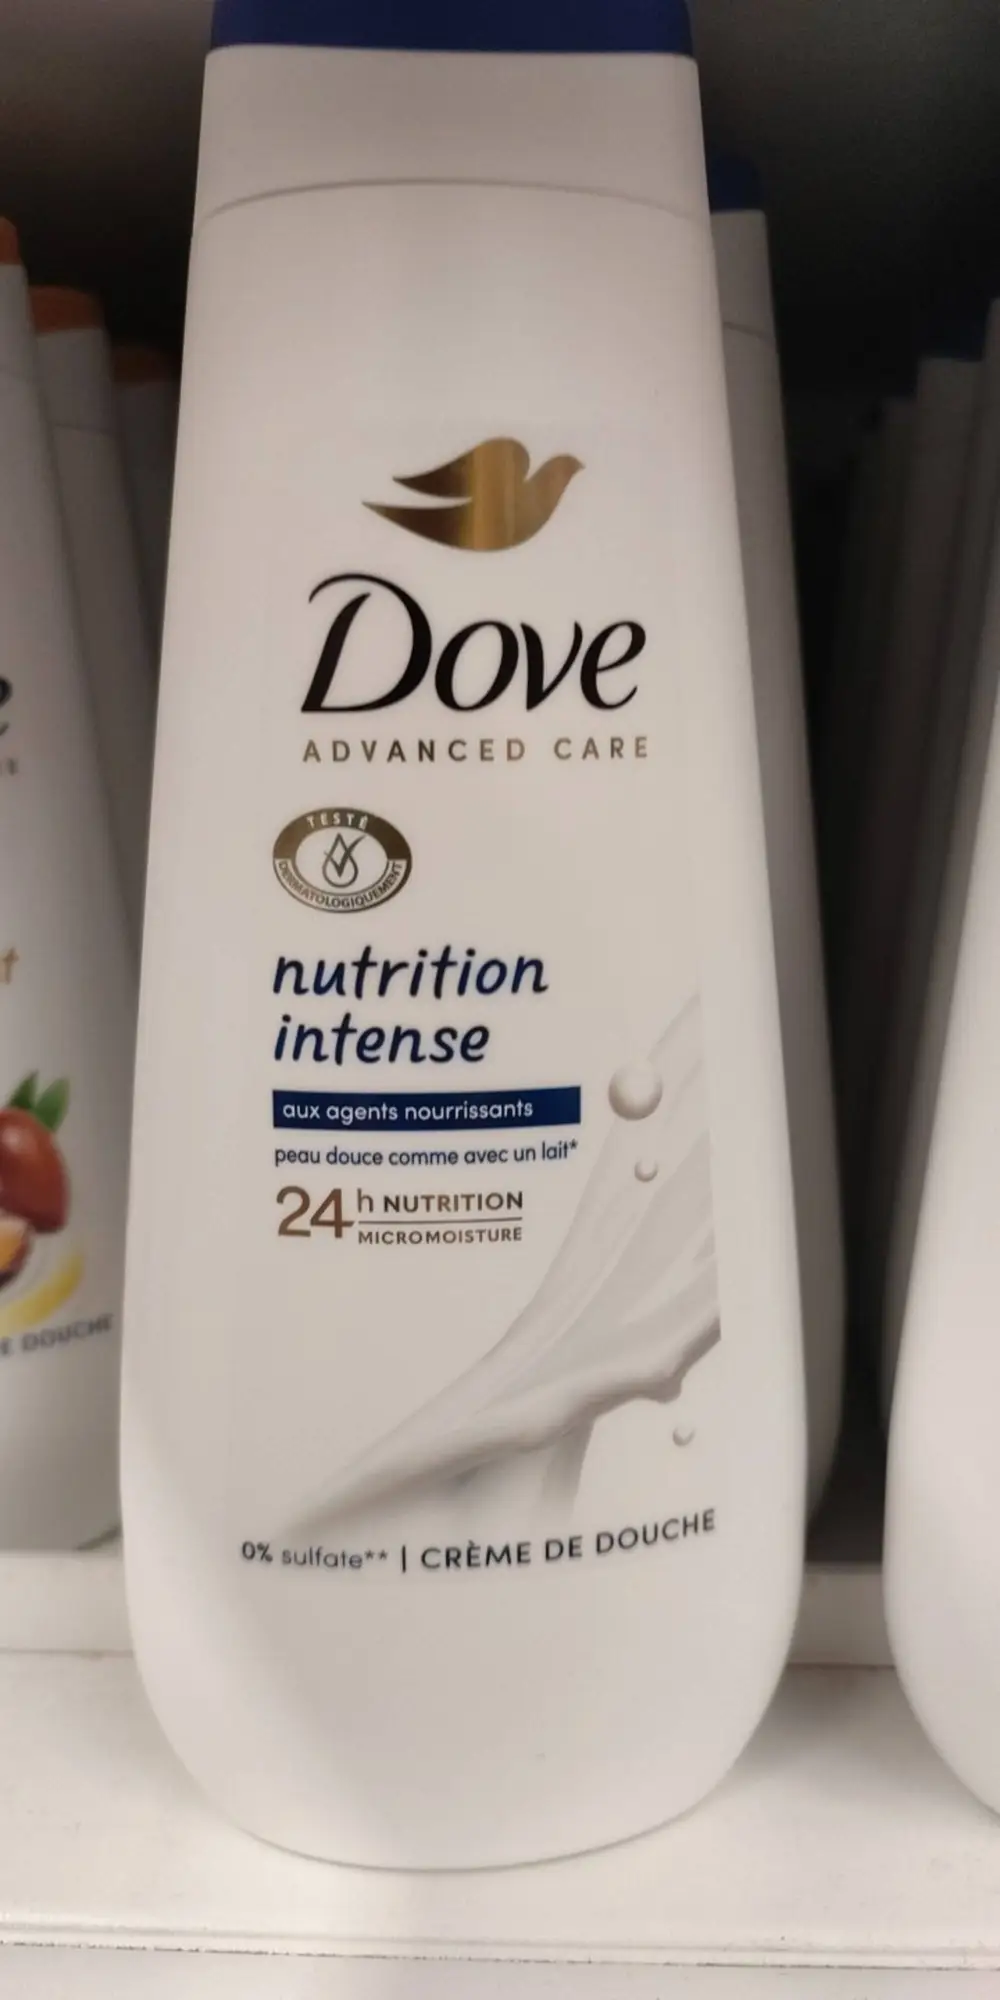 Dove
ADVANCED CARE
TESTÉ
DERMATOLOGIQUEMENT
nutrition
intense
aux agents nourrissants
peau douce comme avec un lait*
24h NUTRITION
MICROMOISTURE
0% sulfate** | CRÈME DE DOUCHE
E DOUCHE